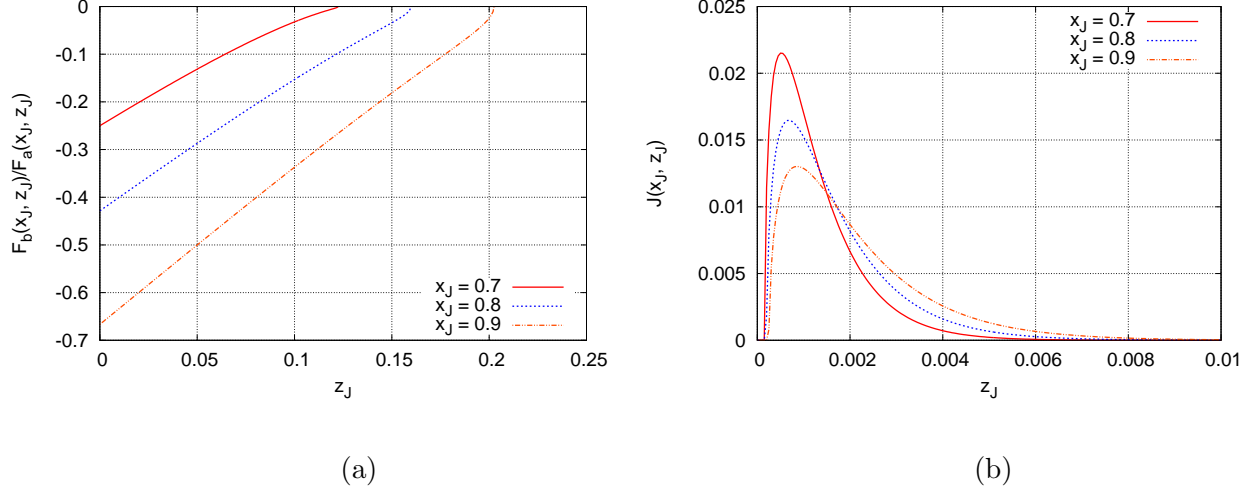 0
-0.1
-0.2
-0.3
-0.4
-0.5
-0.6
-0.7
0 0.05 0.1 0.15 0.2 0.25
z_J
F_b(x_J, z_J)/F_a(x_J, z_J)
x_J = 0.7
x_J = 0.8
x_J = 0.9
(a)
0.025
0.02
0.015
0.01
0.005
0
0 0.002 0.004 0.006 0.008 0.01
z_J
J(x_J, z_J)
x_J = 0.7
x_J = 0.8
x_J = 0.9
(b)